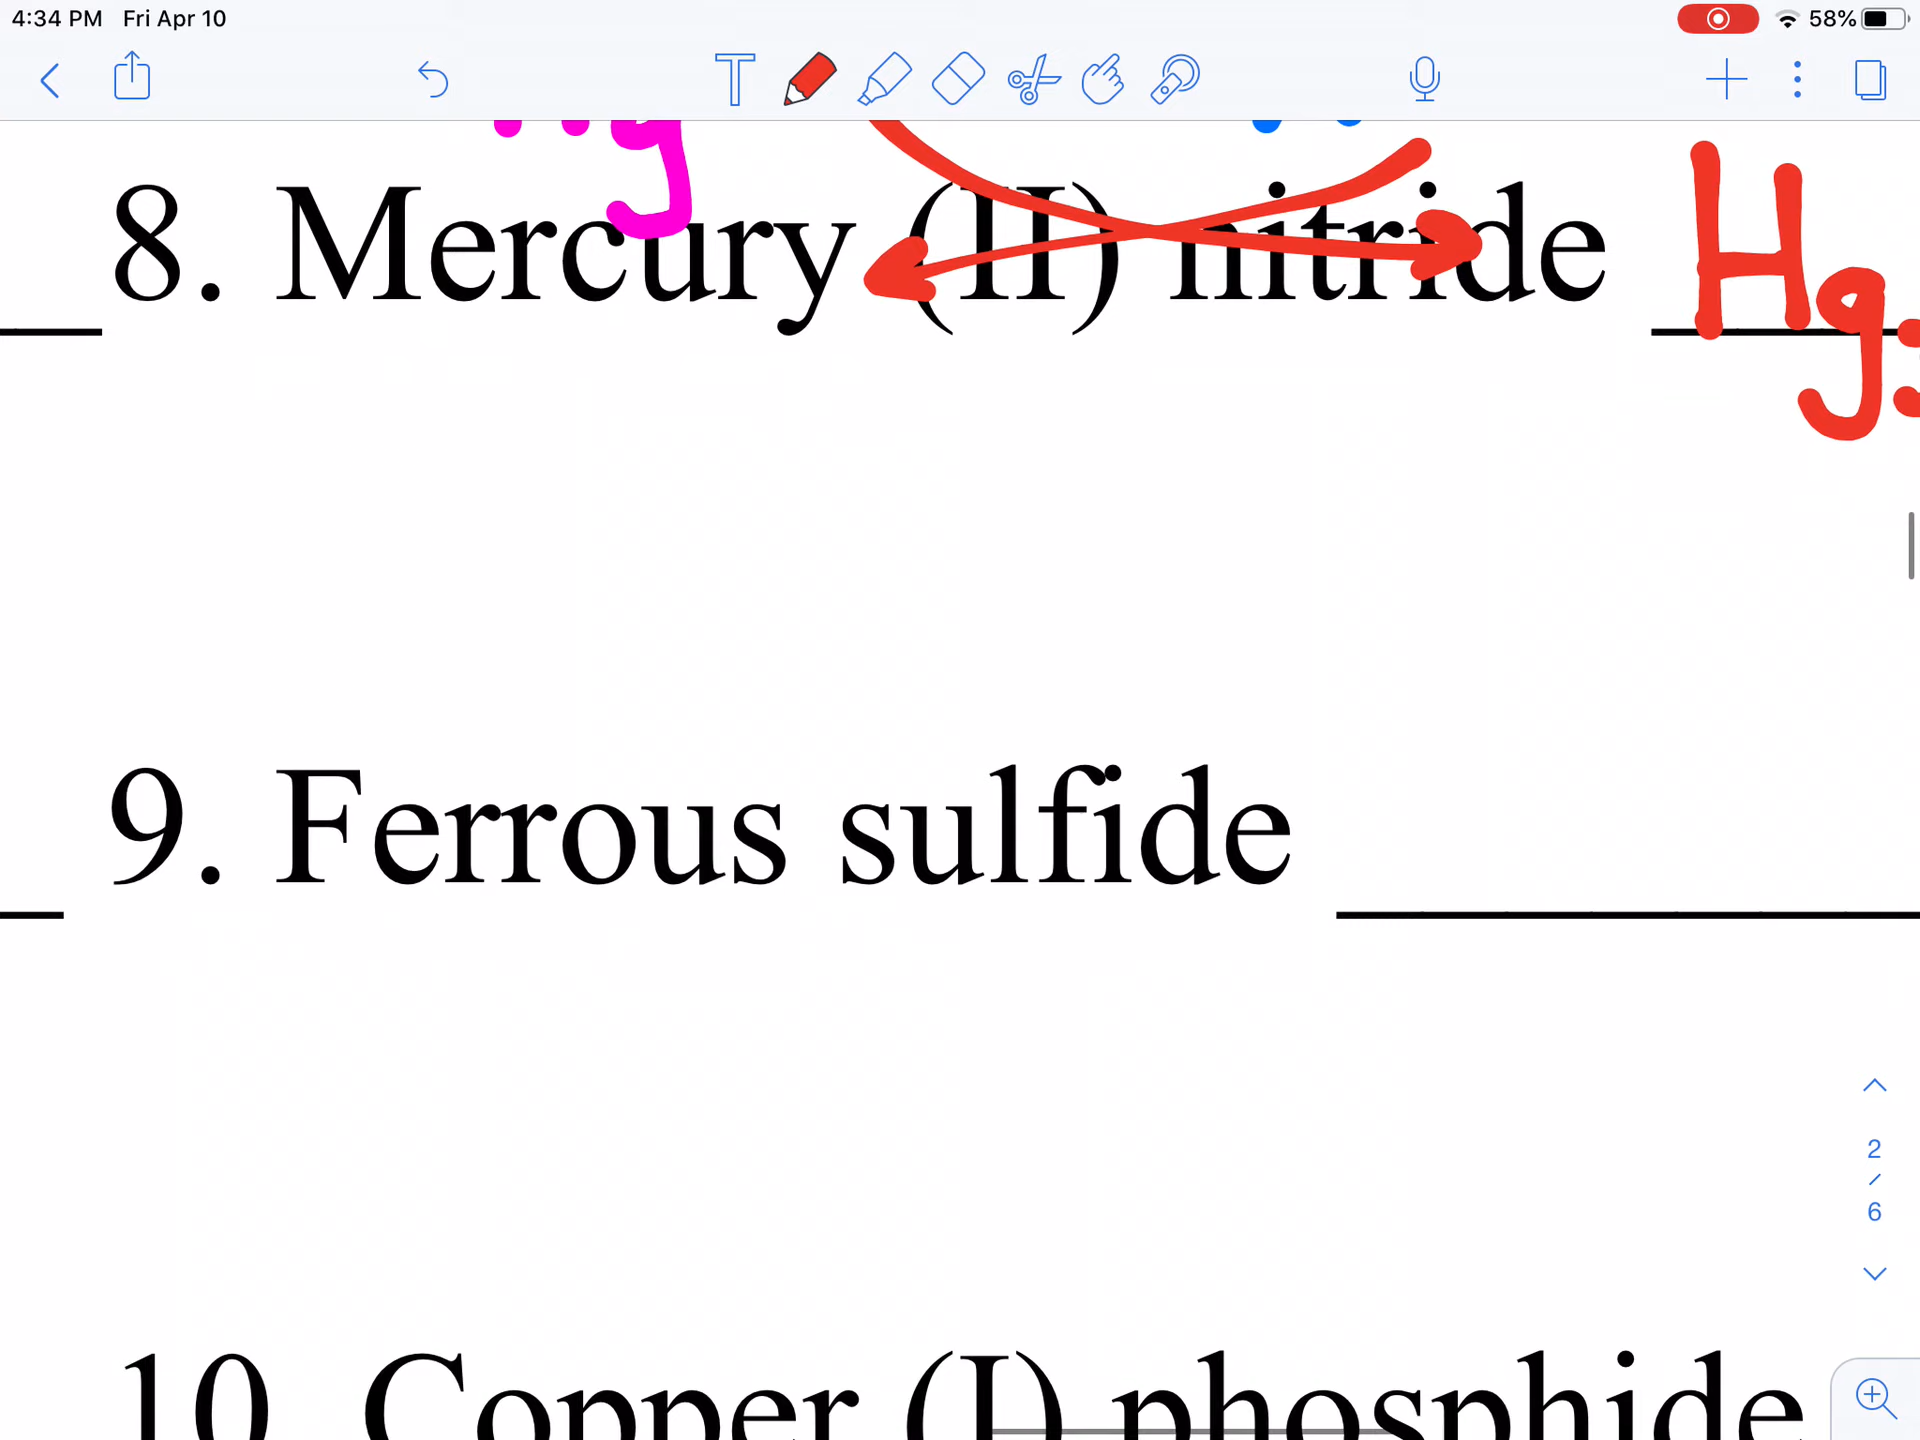 4:34 PM Fri Apr 10 58%
8. Mercury (II) nitride Hg
9. Ferrous sulfide
2
/
6
10 Copper (I) phosphide